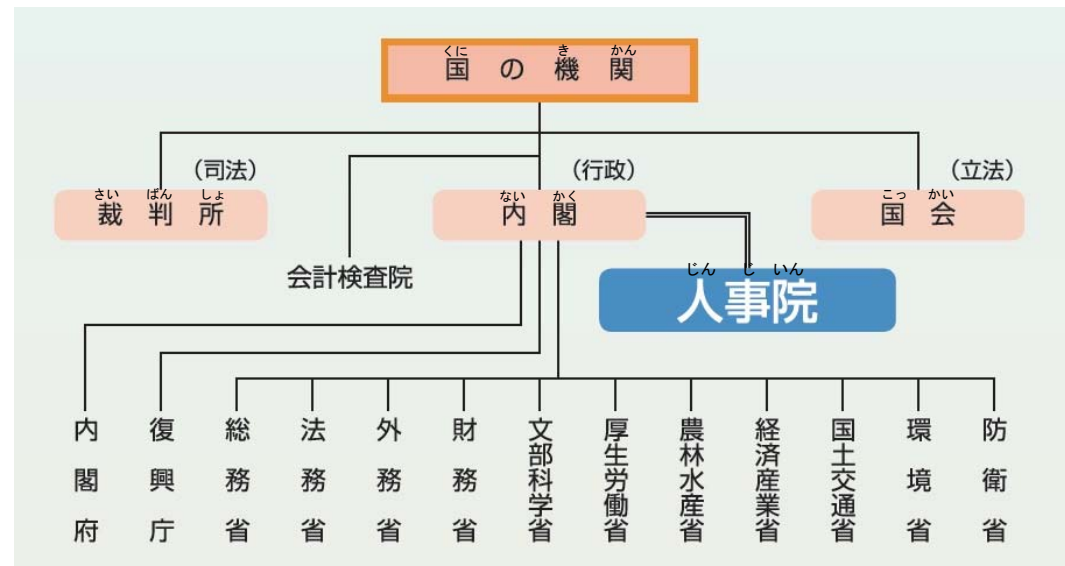 くに き かん
国の機関
(司法)
(行政)
(立法)
さい ばん しょ
裁判所
ない かく
内閣
こっ かい
国会
会計検査院
じん じ いん
人事院
内閣府
復興庁
総務省
法務省
外務省
財務省
文部科学省
厚生労働省
農林水産省
経済産業省
国土交通省
環境省
防衛省